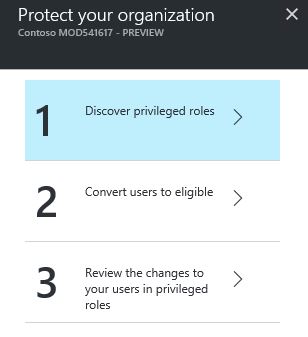 Protect your organization
Contoso MOD541617 - PREVIEW
1
Discover privileged roles
2
Convert users to eligible
3
Review the changes to
your users in privileged
roles